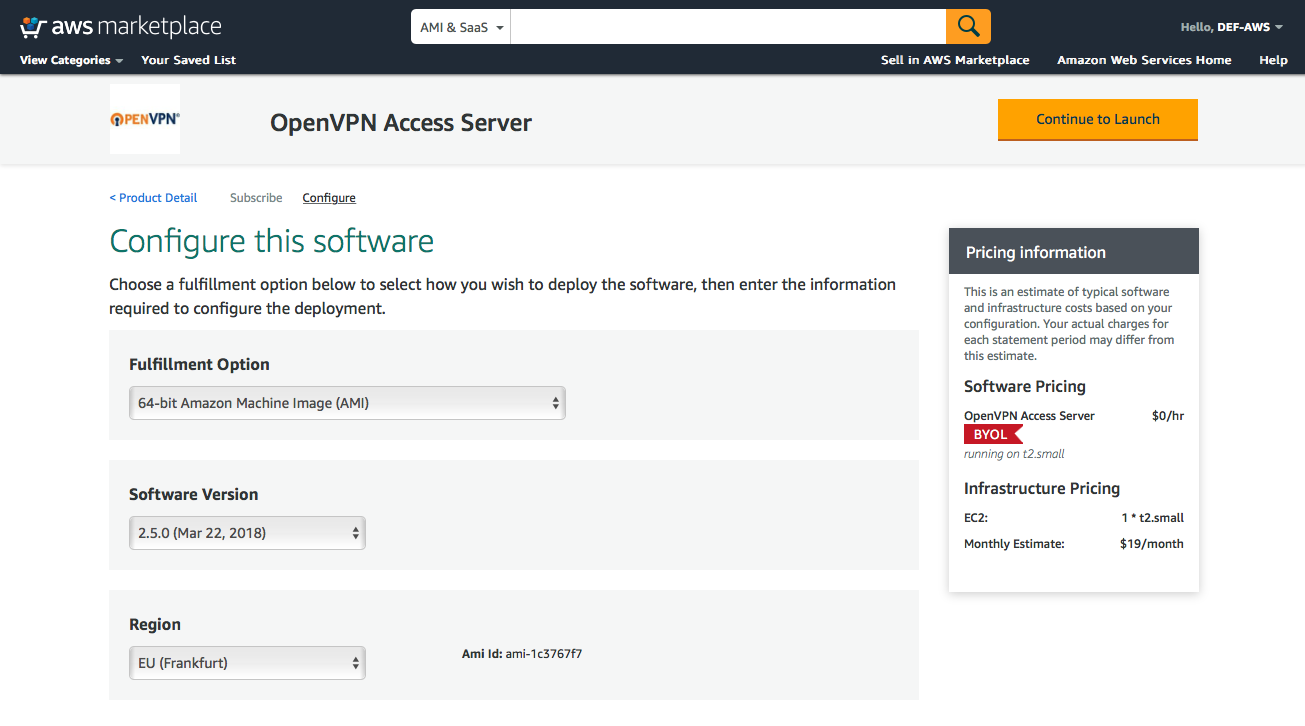 aws marketplace
AMI & SaaS
Hello, DEF-AWS
View Categories
Your Saved List
Sell in AWS Marketplace
Amazon Web Services Home
Help
OPENVPN®
OpenVPN Access Server
Continue to Launch
< Product Detail
Subscribe
Configure
Configure this software
Choose a fulfillment option below to select how you wish to deploy the software, then enter the information
required to configure the deployment.
Fulfillment Option
64-bit Amazon Machine Image (AMI)
Software Version
2.5.0 (Mar 22, 2018)
Region
EU (Frankfurt)
Ami Id: ami-1c3767f7
Pricing information
This is an estimate of typical software
and infrastructure costs based on your
configuration. Your actual charges for
each statement period may differ from
this estimate.
Software Pricing
OpenVPN Access Server $0/hr
BYOL
running on t2.small
Infrastructure Pricing
EC2: 1 * t2.small
Monthly Estimate: $19/month